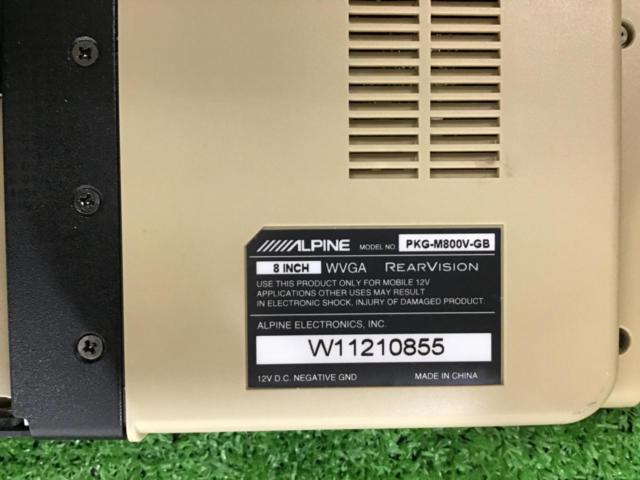 ALPINE MODEL NO. PKG-M800V-GB
8 INCH WVGA REARVISION
USE THIS PRODUCT ONLY FOR MOBILE 12V
APPLICATIONS OTHER USES MAY RESULT
IN ELECTRONIC SHOCK, INJURY OF DAMAGED PRODUCT.
ALPINE ELECTRONICS, INC.
W11210855
12V D.C. NEGATIVE GND MADE IN CHINA